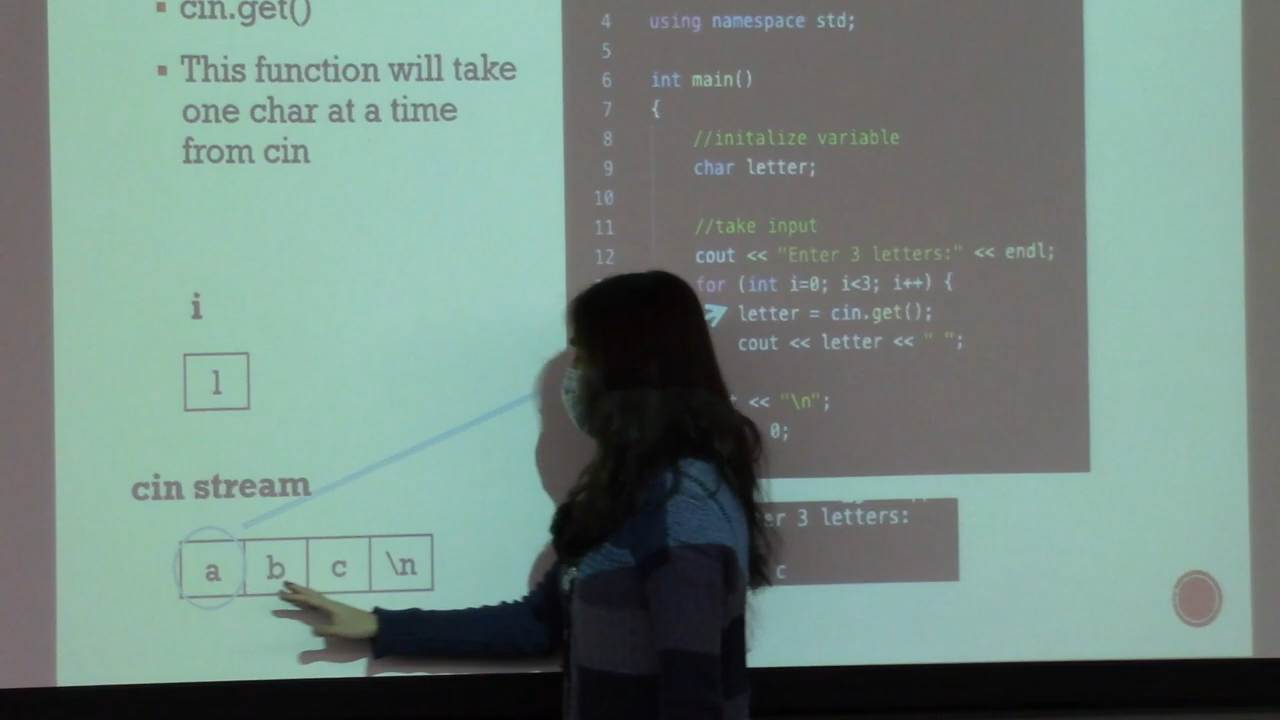 cin.get()
This function will take
one char at a time
from cin
i
1
cin stream
a b c \n
4 using namespace std;
5
6 int main()
7 {
8 //initalize variable
9 char letter;
10
11 //take input
12 cout << "Enter 3 letters:" << endl;
for (int i=0; i<3; i++) {
letter = cin.get();
cout << letter << " ";
<< "\n";
0;
3 letters:
c